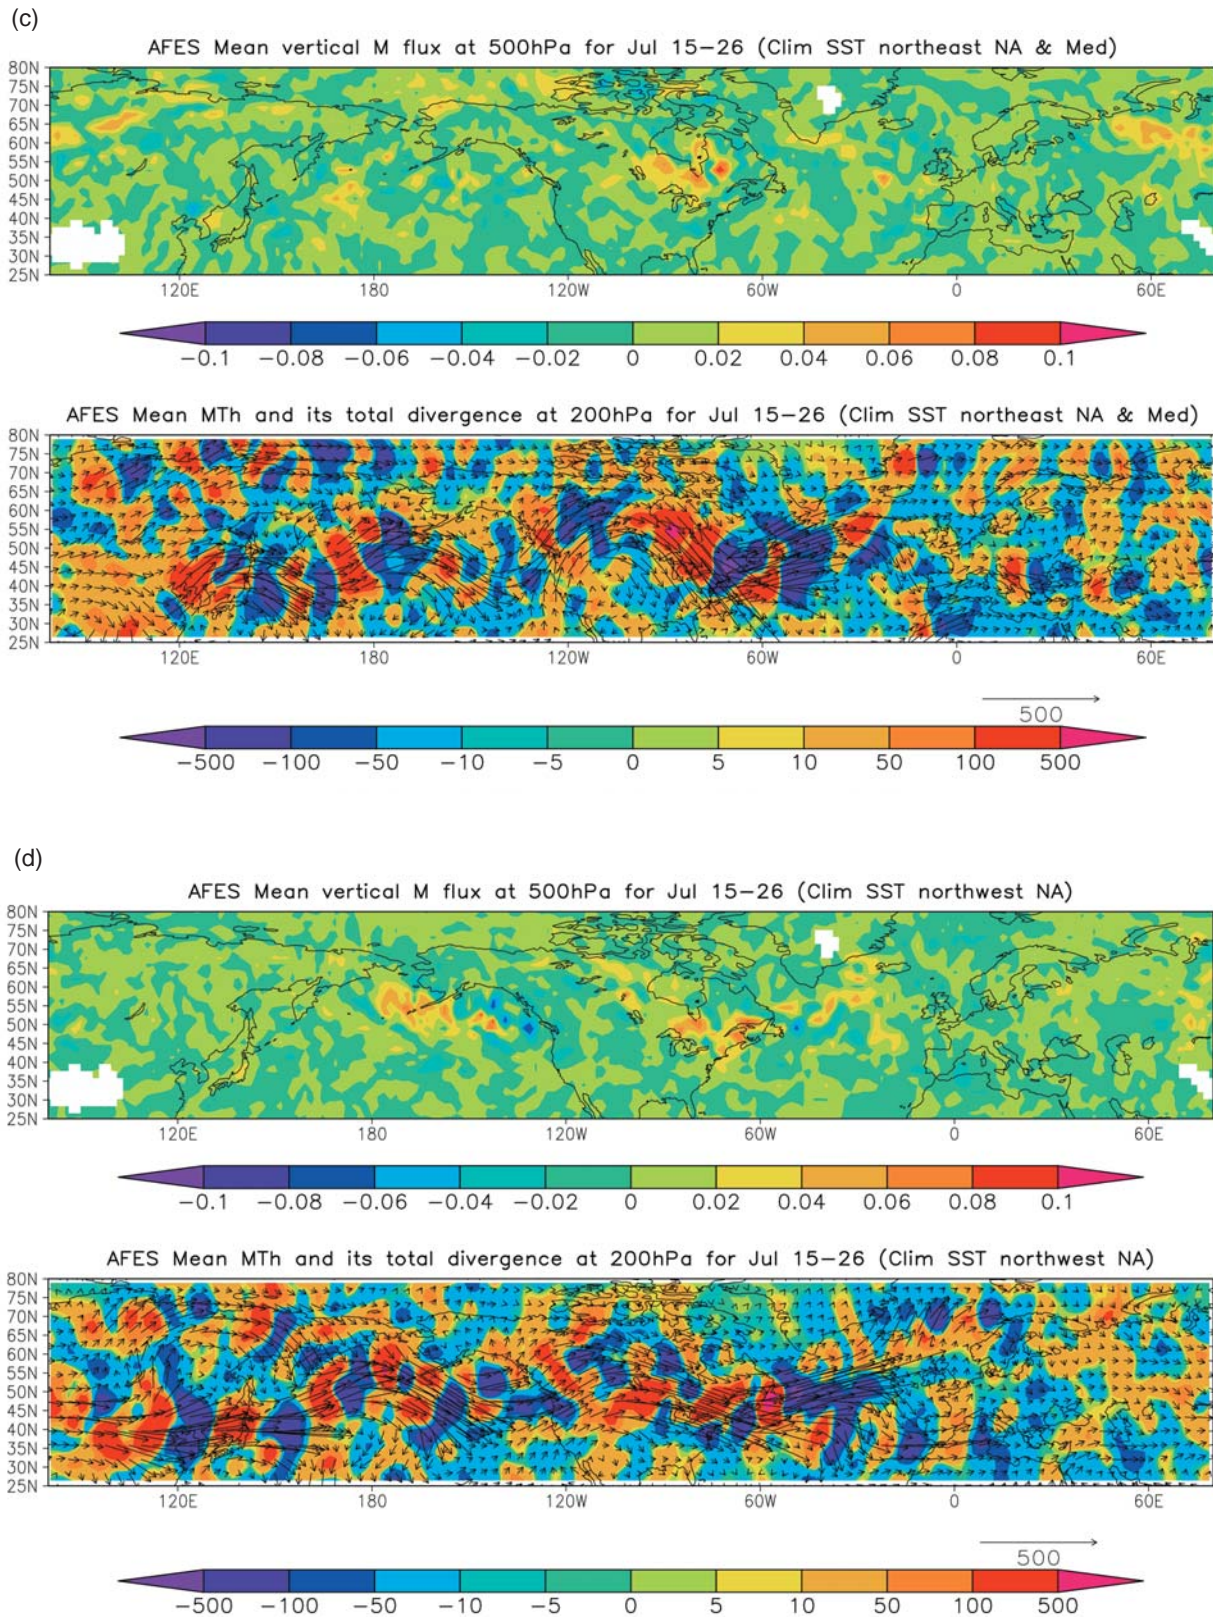 (c)
AFES Mean vertical M flux at 500hPa for Jul 15−26 (Clim SST northeast NA & Med)
80N
75N
70N
65N
60N
55N
50N
45N
40N
35N
30N
25N
120E 180 120W 60W 0 60E
−0.1 −0.08 −0.06 −0.04 −0.02 0 0.02 0.04 0.06 0.08 0.1
AFES Mean MTh and its total divergence at 200hPa for Jul 15−26 (Clim SST northeast NA & Med)
80N
75N
70N
65N
60N
55N
50N
45N
40N
35N
30N
25N
120E 180 120W 60W 0 60E
500
−500 −100 −50 −10 −5 0 5 10 50 100 500
(d)
AFES Mean vertical M flux at 500hPa for Jul 15−26 (Clim SST northwest NA)
80N
75N
70N
65N
60N
55N
50N
45N
40N
35N
30N
25N
120E 180 120W 60W 0 60E
−0.1 −0.08 −0.06 −0.04 −0.02 0 0.02 0.04 0.06 0.08 0.1
AFES Mean MTh and its total divergence at 200hPa for Jul 15−26 (Clim SST northwest NA)
80N
75N
70N
65N
60N
55N
50N
45N
40N
35N
30N
25N
120E 180 120W 60W 0 60E
500
−500 −100 −50 −10 −5 0 5 10 50 100 500